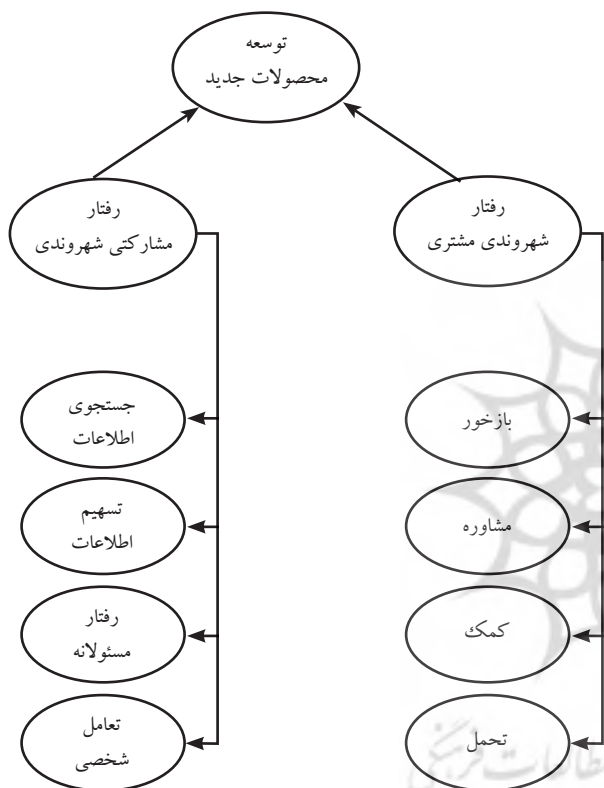 توسعه
محصولات جدید
رفتار
شهروندی مشتری
رفتار
مشارکتی شهروندی
بازخور
جستجوی
اطلاعات
مشاوره
تسهیم
اطلاعات
کمک
رفتار
مسئولانه
تحمل
تعامل
شخصی